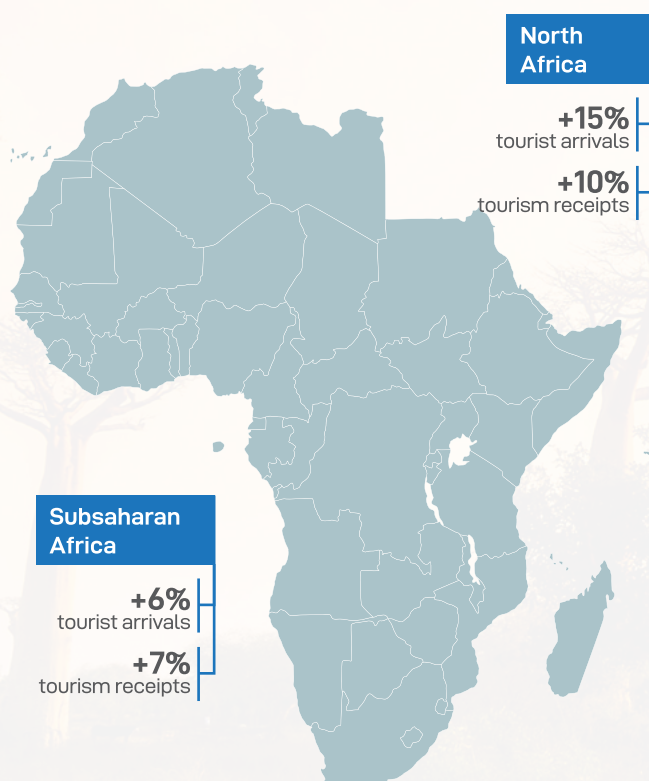 North
Africa
+15%
tourist arrivals
+10%
tourism receipts
Subsaharan
Africa
+6%
tourist arrivals
+7%
tourism receipts